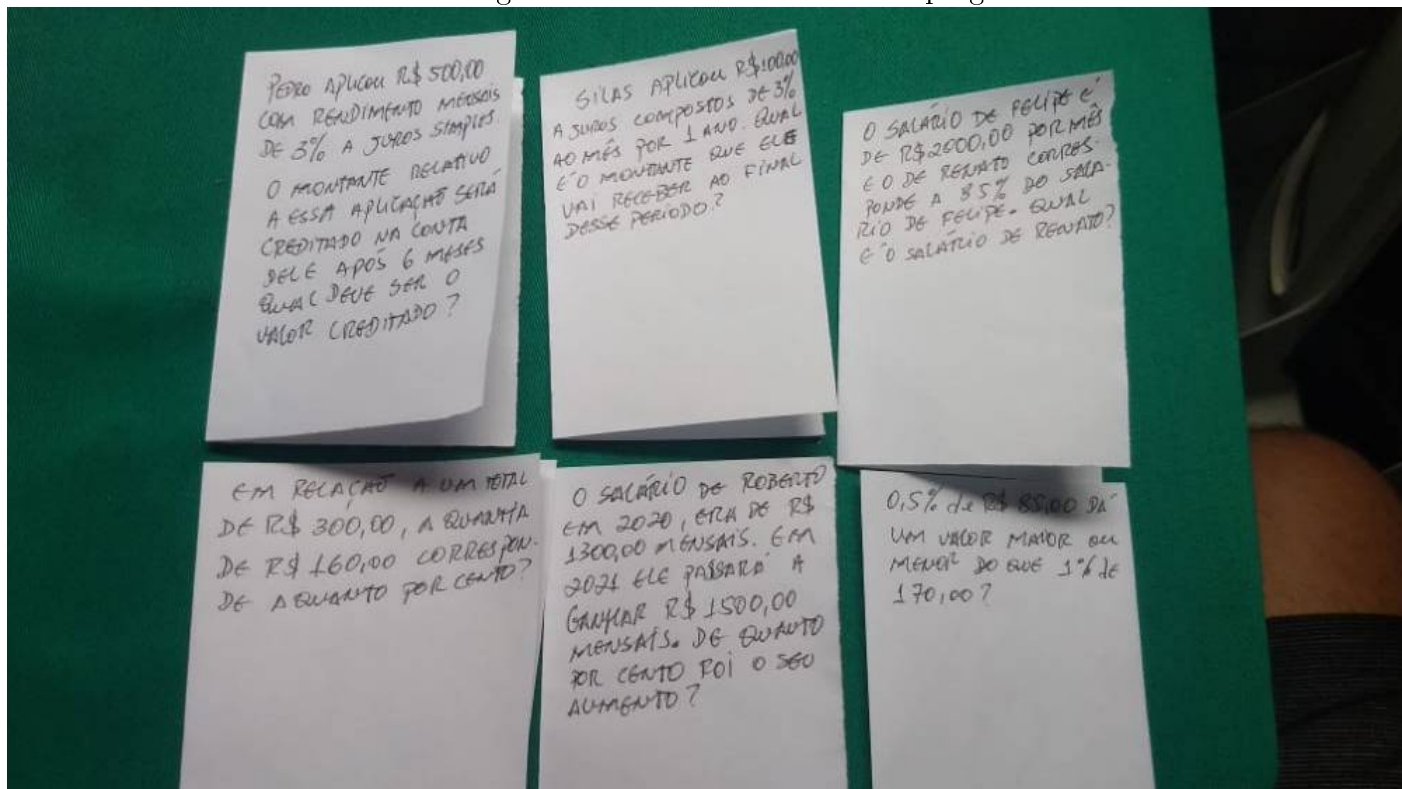 PEDRO APLICOU R$ 500,00
COM RENDIMENTO MENSAIS
DE 3% A JUROS SIMPLES.
O MONTANTE RELATIVO
A ESSA APLICAÇÃO SERÁ
CREDITADO NA CONTA
DELE APÓS 6 MESES
QUAL DEVE SER O
VALOR CREDITADO?
SILAS APLICOU R$100,00
A JUROS COMPOSTOS DE 3%
AO MÊS POR 1 ANO. QUAL
É O MONTANTE QUE ELE
VAI RECEBER AO FINAL
DESSE PERÍODO?
O SALÁRIO DE FELIPE É
DE R$2000,00 POR MÊS
E O DE RENATO CORRES-
PONDE A 85% DO SALÁ-
RIO DE FELIPE. QUAL
É O SALÁRIO DE RENATO?
EM RELAÇÃO A UM TOTAL
DE R$ 300,00, A QUANTIA
DE R$ 160,00 CORRESPON-
DE A QUANTO POR CENTO?
O SALÁRIO DE ROBERTO
EM 2020, ERA DE R$
1300,00 MENSAIS. EM
2021 ELE PASSARÁ A
GANHAR R$ 1500,00
MENSAIS. DE QUANTO
POR CENTO FOI O SEU
AUMENTO?
0,5% de R$ 85,00 DÁ
UM VALOR MAIOR OU
MENOR DO QUE 1% de
170,00?